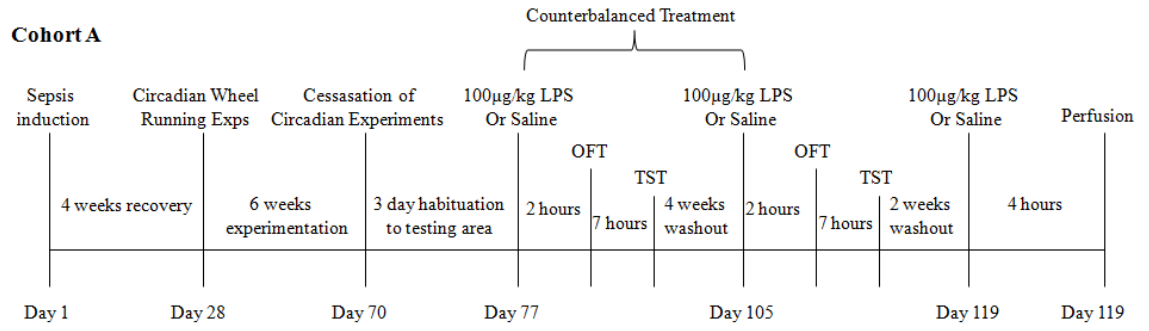 Counterbalanced Treatment
Cohort A
Sepsis
induction
Circadian Wheel
Running Exps
Cessasation of
Circadian Experiments
100µg/kg LPS
Or Saline
100µg/kg LPS
Or Saline
100µg/kg LPS
Or Saline
Perfusion
OFT
TST
OFT
TST
4 weeks recovery
6 weeks
experimentation
3 day habituation
to testing area
2 hours
7 hours
4 weeks
washout
2 hours
7 hours
2 weeks
washout
4 hours
Day 1
Day 28
Day 70
Day 77
Day 105
Day 119
Day 119